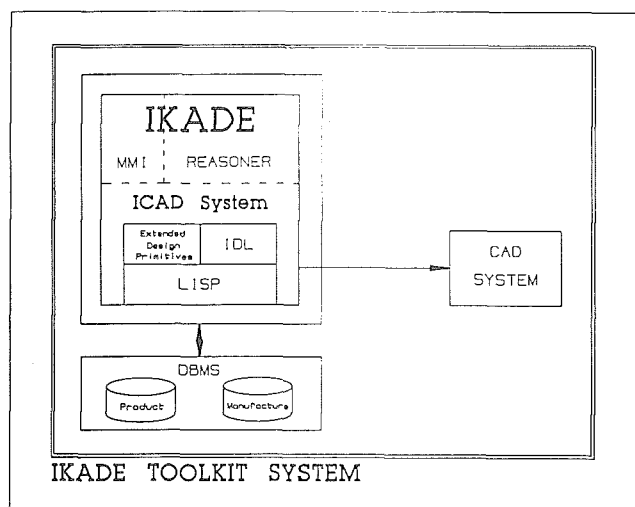 IKADE
MMI REASONER
ICAD System
Extended
Design
Primitives
IDL
LISP
CAD
SYSTEM
DBMS
Product
Manufacture
IKADE TOOLKIT SYSTEM